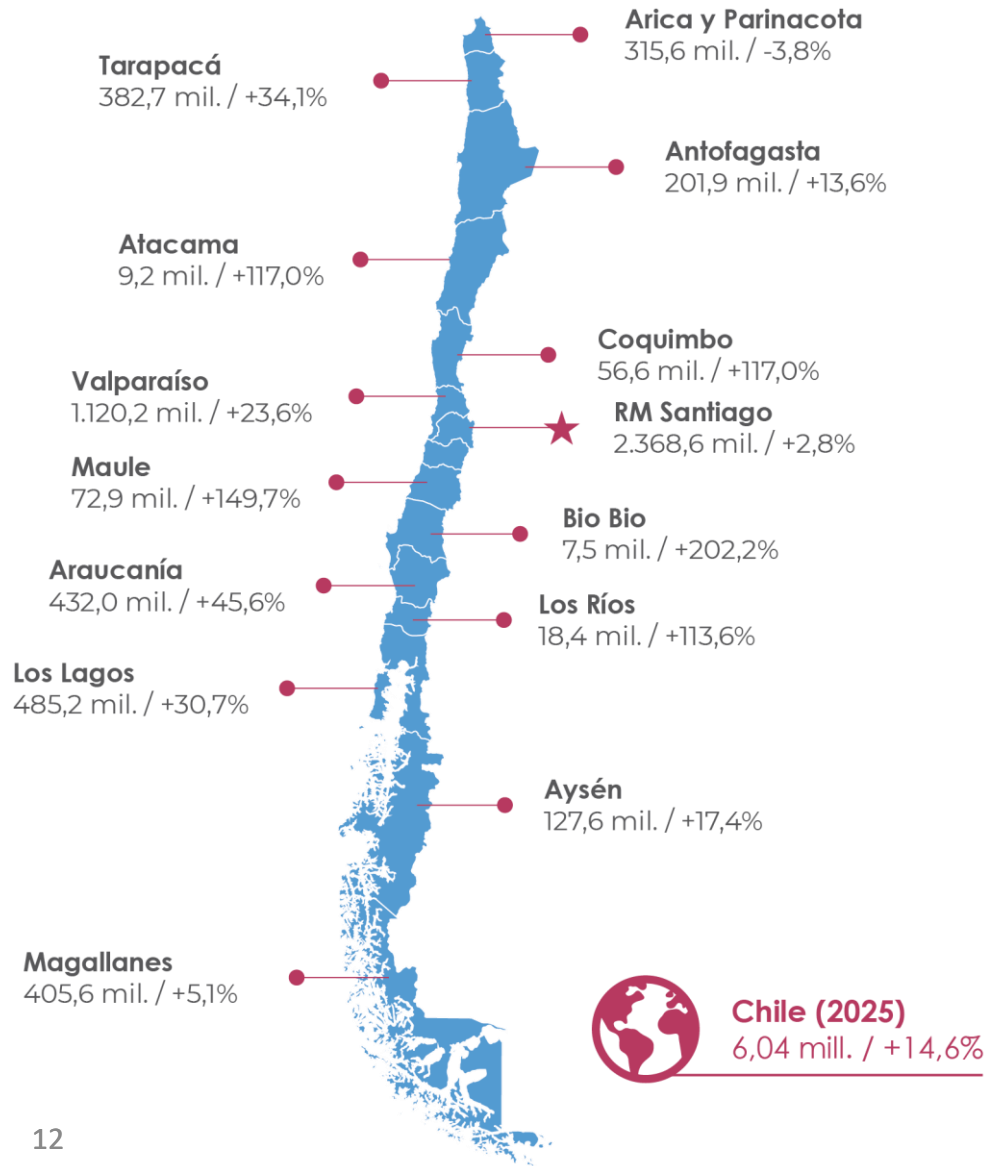 Arica y Parinacota
315,6 mil. / -3,8%
Tarapacá
382,7 mil. / +34,1%
Antofagasta
201,9 mil. / +13,6%
Atacama
9,2 mil. / +117,0%
Coquimbo
56,6 mil. / +117,0%
Valparaíso
1.120,2 mil. / +23,6%
RM Santiago
2.368,6 mil. / +2,8%
Maule
72,9 mil. / +149,7%
Bio Bio
7,5 mil. / +202,2%
Araucanía
432,0 mil. / +45,6%
Los Ríos
18,4 mil. / +113,6%
Los Lagos
485,2 mil. / +30,7%
Aysén
127,6 mil. / +17,4%
Magallanes
405,6 mil. / +5,1%
Chile (2025)
6,04 mill. / +14,6%
12